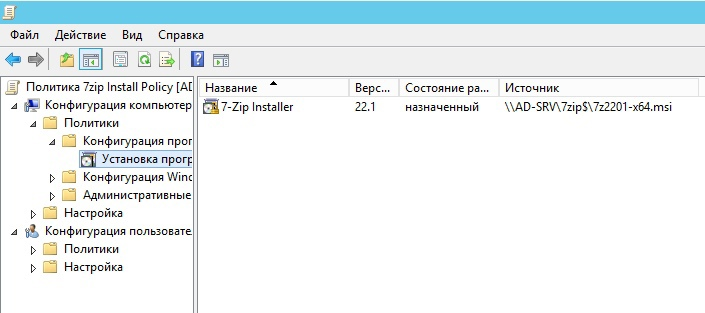 Файл Действие Вид Справка
Политика 7zip Install Policy [AD
Конфигурация компьютер
Политики
Конфигурация прог
Установка прогр
Конфигурация Winc
Административные
Настройка
Конфигурация пользовате
Политики
Настройка
Название Верс... Состояние ра... Источник
7-Zip Installer 22.1 назначенный \\AD-SRV\7zip$\7z2201-x64.msi